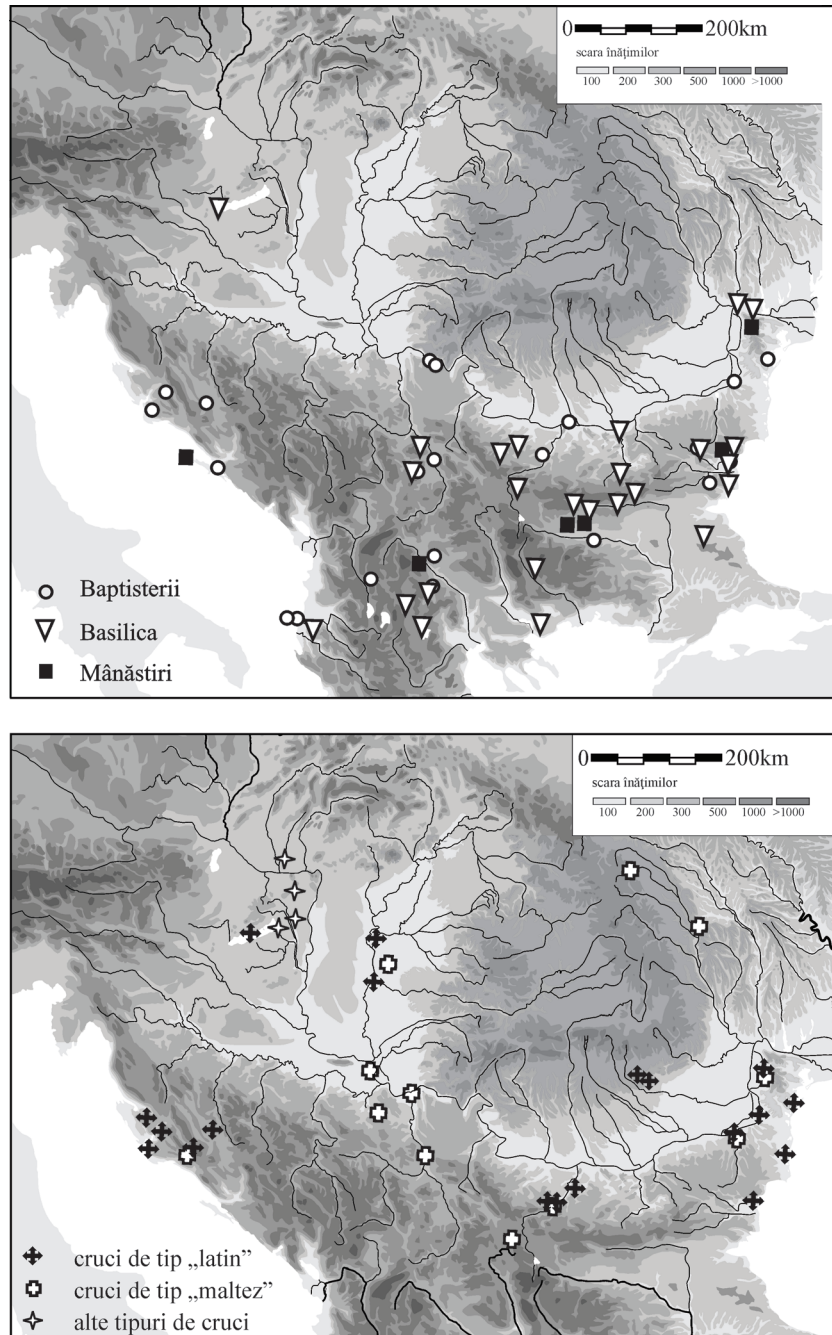 0 200km
scara înățimilor
100 200 300 500 1000 >1000
Baptisterii
Basilica
Mânăstiri
0 200km
scara înățimilor
100 200 300 500 1000 >1000
cruci de tip „latin”
cruci de tip „maltez”
alte tipuri de cruci